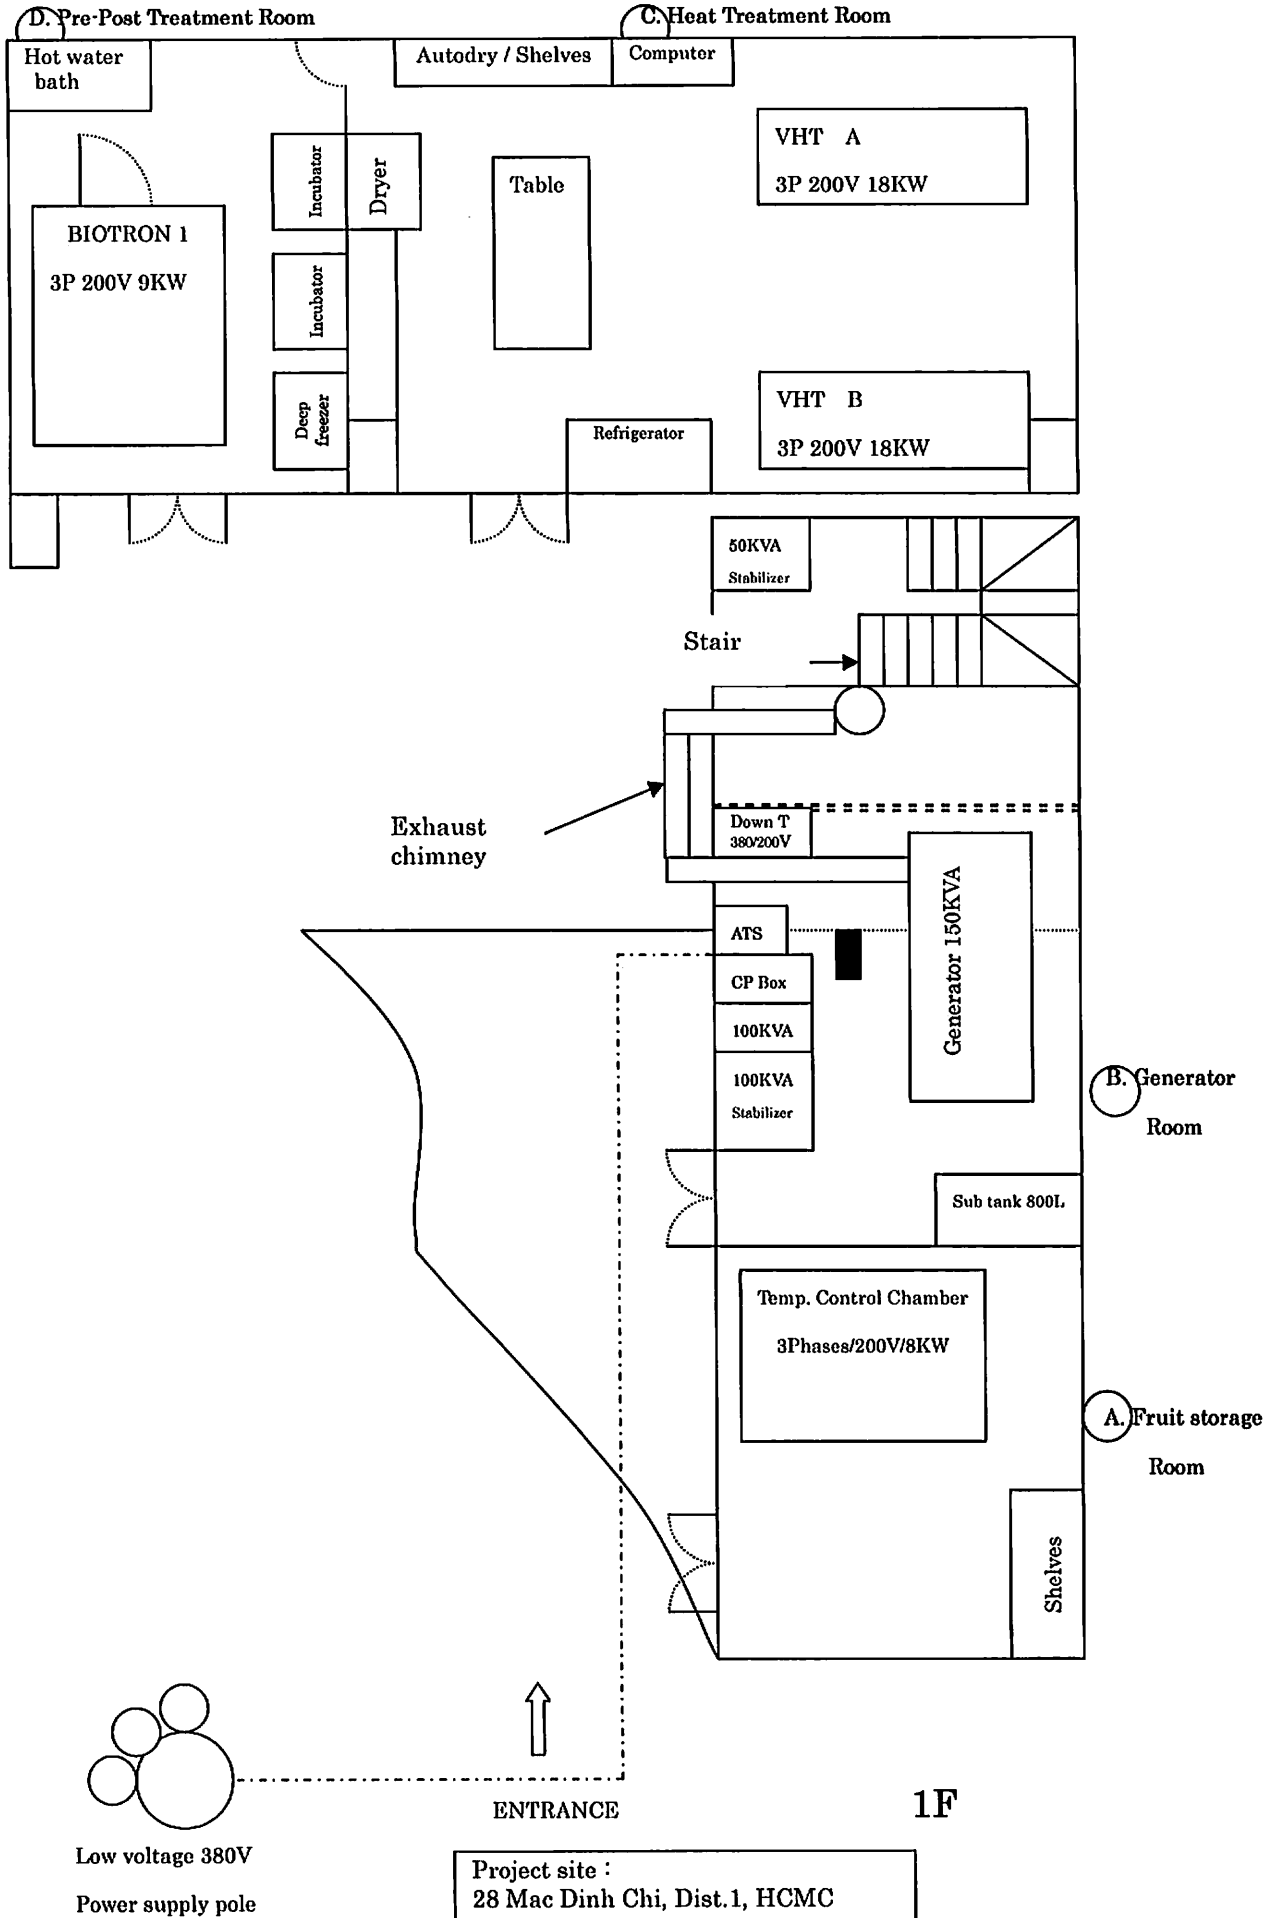 D. Pre-Post Treatment Room
C. Heat Treatment Room
Hot water
bath
Autodry / Shelves
Computer
VHT A
3P 200V 18KW
Incubator
Dryer
Table
BIOTRON 1
3P 200V 9KW
Incubator
Deep
freezer
VHT B
3P 200V 18KW
Refrigerator
50KVA
Stabilizer
Stair
Exhaust
chimney
Down T
380/200V
Generator 150KVA
ATS
CP Box
100KVA
100KVA
Stabilizer
B. Generator
Room
Sub tank 800L
Temp. Control Chamber
3Phases/200V/8KW
A. Fruit storage
Room
Shelves
ENTRANCE
1F
Low voltage 380V
Power supply pole
Project site :
28 Mac Dinh Chi, Dist.1, HCMC